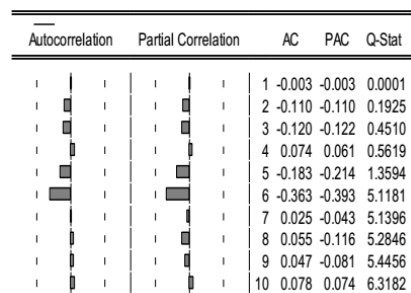 Autocorrelation Partial Correlation AC PAC Q-Stat
1 -0.003 -0.003 0.0001
2 -0.110 -0.110 0.1925
3 -0.120 -0.122 0.4510
4 0.074 0.061 0.5619
5 -0.183 -0.214 1.3594
6 -0.363 -0.393 5.1181
7 0.025 -0.043 5.1396
8 0.055 -0.116 5.2846
9 0.047 -0.081 5.4456
10 0.078 0.074 6.3182